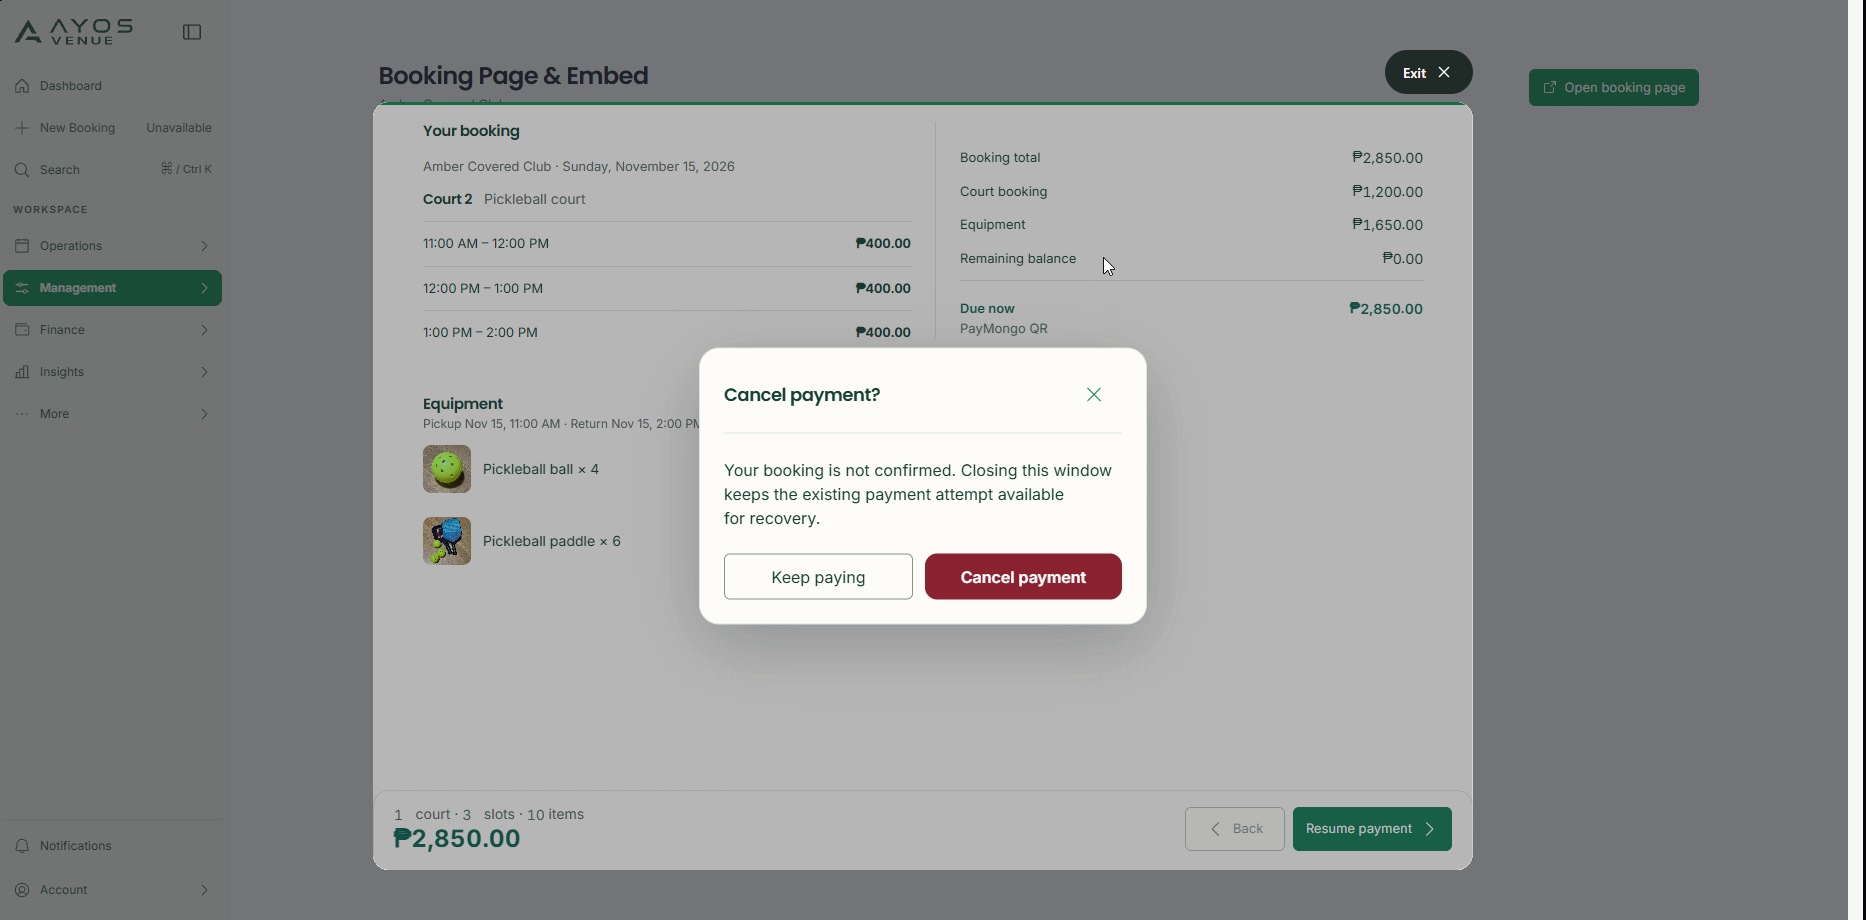 AYOS
VENUE
Dashboard
New Booking Unavailable
Search ⌘ / Ctrl K
WORKSPACE
Operations
Management
Finance
Insights
More
Notifications
Account
Booking Page & Embed
Exit
Open booking page
Your booking
Amber Covered Club · Sunday, November 15, 2026
Court 2 Pickleball court
11:00 AM – 12:00 PM ₱400.00
12:00 PM – 1:00 PM ₱400.00
1:00 PM – 2:00 PM ₱400.00
Equipment
Pickup Nov 15, 11:00 AM · Return Nov 15, 2:00 PM
Pickleball ball × 4
Pickleball paddle × 6
Booking total ₱2,850.00
Court booking ₱1,200.00
Equipment ₱1,650.00
Remaining balance ₱0.00
Due now ₱2,850.00
PayMongo QR
Cancel payment?
Your booking is not confirmed. Closing this window
keeps the existing payment attempt available
for recovery.
Keep paying
Cancel payment
1 court · 3 slots · 10 items
₱2,850.00
Back
Resume payment